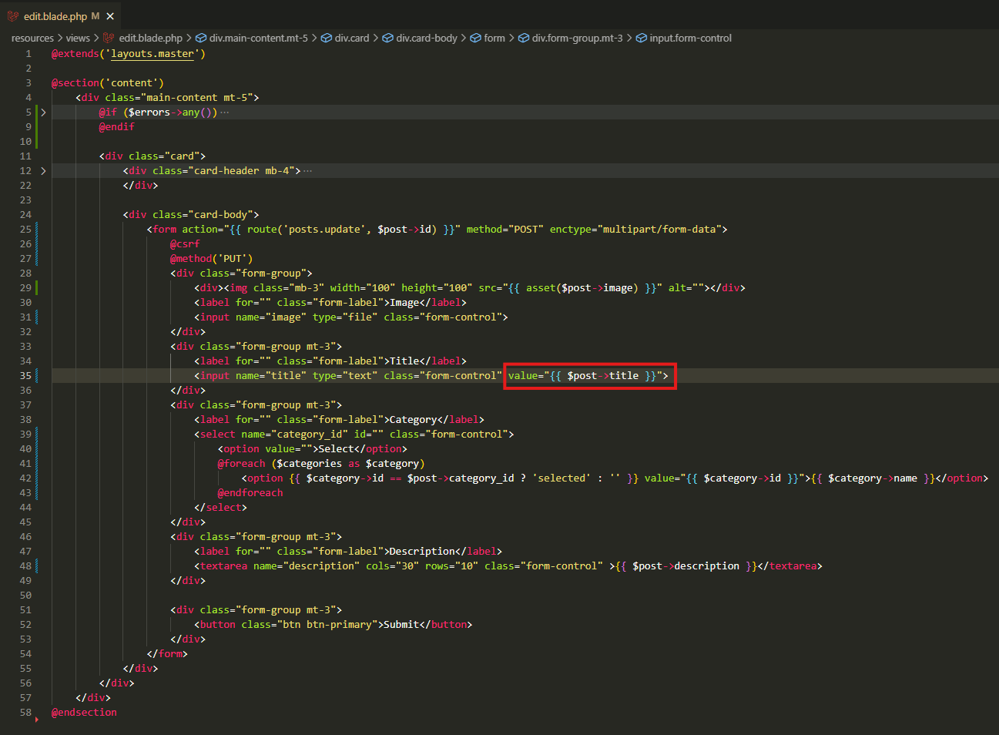 edit.blade.php M ×
resources > views > edit.blade.php > div.main-content.mt-5 > div.card > div.card-body > form > div.form-group.mt-3 > input.form-control
1 @extends('layouts.master')
2
3 @section('content')
4 <div class="main-content mt-5">
5 @if ($errors->any()) ···
9 @endif
10
11 <div class="card">
12 <div class="card-header mb-4"> ···
22 </div>
23
24 <div class="card-body">
25 <form action="{{ route('posts.update', $post->id) }}" method="POST" enctype="multipart/form-data">
26 @csrf
27 @method('PUT')
28 <div class="form-group">
29 <div><img class="mb-3" width="100" height="100" src="{{ asset($post->image) }}" alt=""></div>
30 <label for="" class="form-label">Image</label>
31 <input name="image" type="file" class="form-control">
32 </div>
33 <div class="form-group mt-3">
34 <label for="" class="form-label">Title</label>
35 <input name="title" type="text" class="form-control" value="{{ $post->title }}">
36 </div>
37 <div class="form-group mt-3">
38 <label for="" class="form-label">Category</label>
39 <select name="category_id" id="" class="form-control">
40 <option value="">Select</option>
41 @foreach ($categories as $category)
42 <option {{ $category->id == $post->category_id ? 'selected' : '' }} value="{{ $category->id }}">{{ $category->name }}</option>
43 @endforeach
44 </select>
45 </div>
46 <div class="form-group mt-3">
47 <label for="" class="form-label">Description</label>
48 <textarea name="description" cols="30" rows="10" class="form-control" >{{ $post->description }}</textarea>
49 </div>
50
51 <div class="form-group mt-3">
52 <button class="btn btn-primary">Submit</button>
53 </div>
54 </form>
55 </div>
56 </div>
57 </div>
58 @endsection